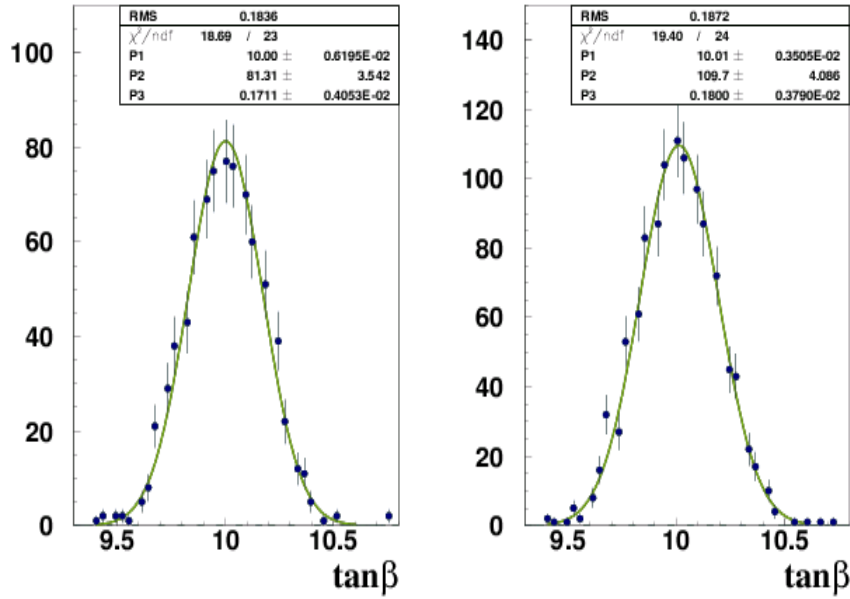 RMS 0.1836
χ²/ndf 18.69 / 23
P1 10.00 ± 0.6195E-02
P2 81.31 ± 3.542
P3 0.1711 ± 0.4053E-02
100
80
60
40
20
0
9.5 10 10.5
tanβ
RMS 0.1872
χ²/ndf 19.40 / 24
P1 10.01 ± 0.3505E-02
P2 109.7 ± 4.086
P3 0.1800 ± 0.3790E-02
140
120
100
80
60
40
20
0
9.5 10 10.5
tanβ